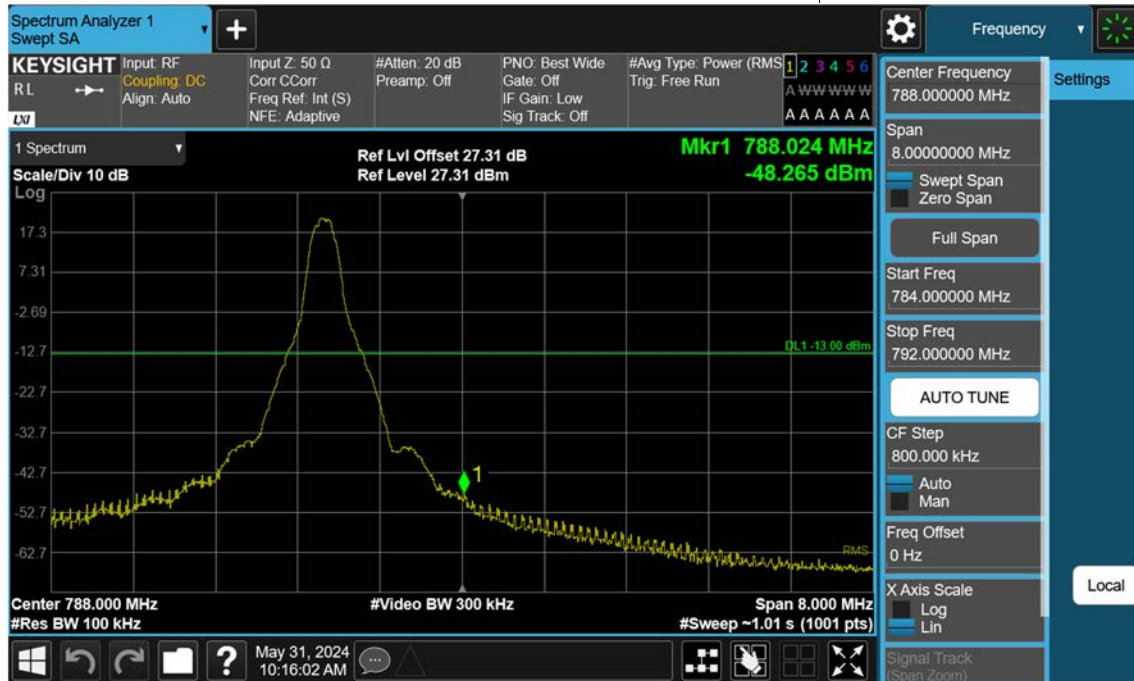 Spectrum Analyzer 1
Swept SA
Frequency
KEYSIGHT
R L
LXI
Input: RF
Coupling: DC
Align: Auto
Input Z: 50 Ω
Corr CCorr
Freq Ref: Int (S)
NFE: Adaptive
#Atten: 20 dB
Preamp: Off
PNO: Best Wide
Gate: Off
IF Gain: Low
Sig Track: Off
#Avg Type: Power (RMS
Trig: Free Run
1 2 3 4 5 6
A W W W W W
A A A A A A
1 Spectrum
Scale/Div 10 dB
Log
Ref Lvl Offset 27.31 dB
Ref Level 27.31 dBm
Mkr1 788.024 MHz
-48.265 dBm
17.3
7.31
-2.69
-12.7
-22.7
-32.7
-42.7
-52.7
-62.7
DL1 -13.00 dBm
1
RMS
Center 788.000 MHz
#Res BW 100 kHz
#Video BW 300 kHz
Span 8.000 MHz
#Sweep ~1.01 s (1001 pts)
Center Frequency
788.000000 MHz
Span
8.00000000 MHz
Swept Span
Zero Span
Full Span
Start Freq
784.000000 MHz
Stop Freq
792.000000 MHz
AUTO TUNE
CF Step
800.000 kHz
Auto
Man
Freq Offset
0 Hz
X Axis Scale
Log
Lin
Signal Track
(Span Zoom)
Settings
Local
?
May 31, 2024
10:16:02 AM